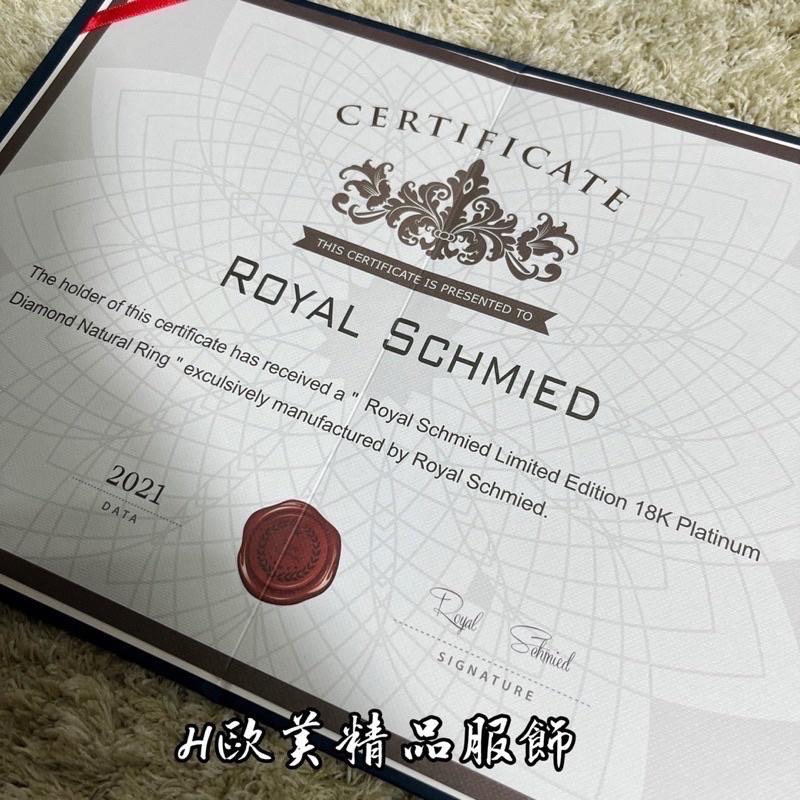 CERTIFICATE
THIS CERTIFICATE IS PRESENTED TO
ROYAL SCHMIED
The holder of this certificate has received a " Royal Schmied Limited Edition 18K Platinum
Diamond Natural Ring " exculsively manufactured by Royal Schmied.
2021
DATA
Royal Schmied
SIGNATURE
H欧美精品服飾